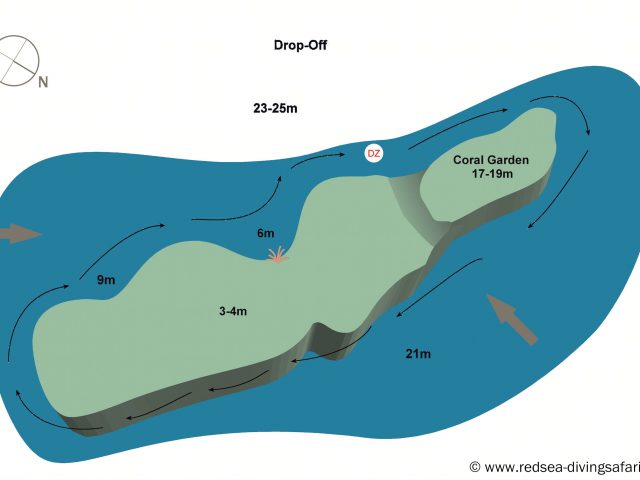 Drop-Off
N
23-25m
DZ
Coral Garden
17-19m
6m
9m
3-4m
21m
© www.redsea-divingsafari